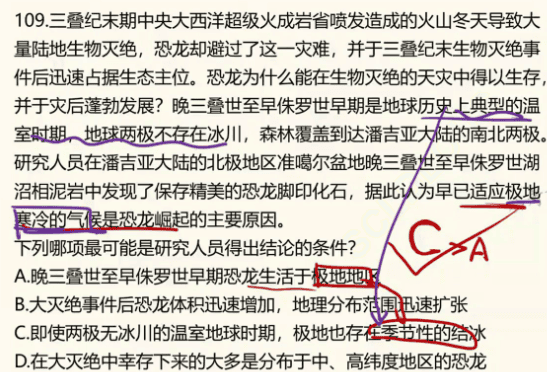 109.三叠纪末期中央大西洋超级火成岩省喷发造成的火山冬天导致大
量陆地生物灭绝，恐龙却避过了这一灾难，并于三叠纪末生物灭绝事
件后迅速占据生态主位。恐龙为什么能在生物灭绝的天灾中得以生存，
并于灾后蓬勃发展？晚三叠世至早侏罗世早期是地球历史上典型的温
室时期，地球两极不存在冰川，森林覆盖到达潘吉亚大陆的南北两极。
研究人员在潘吉亚大陆的北极地区准噶尔盆地晚三叠世至早侏罗世湖
沼相泥岩中发现了保存精美的恐龙脚印化石，据此认为早已适应极地
寒冷的气候是恐龙崛起的主要原因。
C>A
下列哪项最可能是研究人员得出结论的条件？
A.晚三叠世至早侏罗世早期恐龙生活于极地地区
B.大灭绝事件后恐龙体积迅速增加，地理分布范围迅速扩张
C.即使两极无冰川的温室地球时期，极地也存在季节性的结冰
D.在大灭绝中幸存下来的大多是分布于中、高纬度地区的恐龙